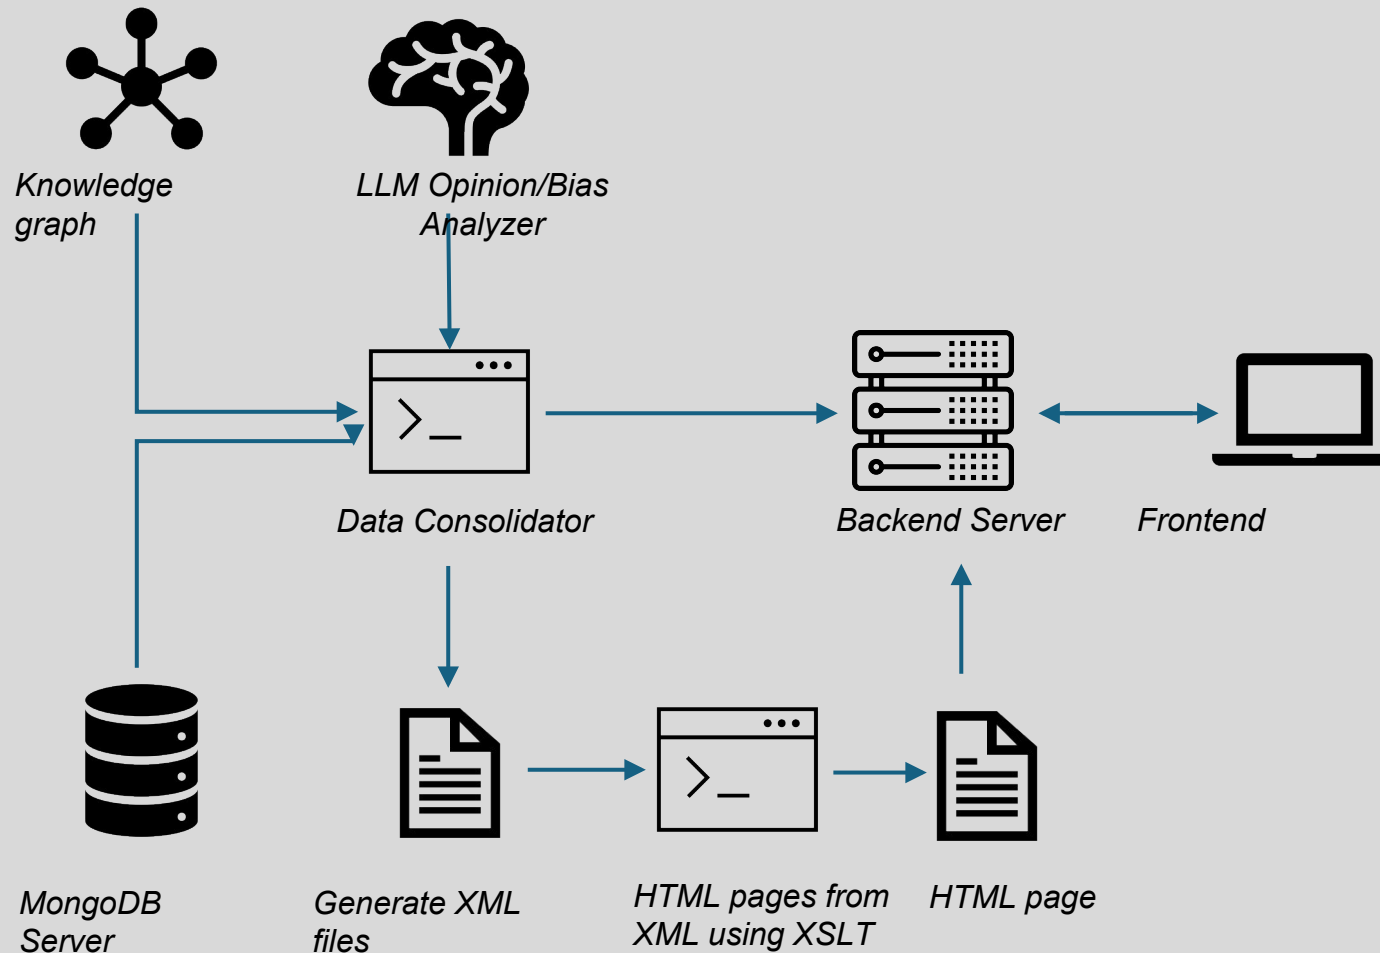 Knowledge
graph
LLM Opinion/Bias
Analyzer
Data Consolidator
Backend Server
Frontend
MongoDB
Server
Generate XML
files
HTML pages from
XML using XSLT
HTML page